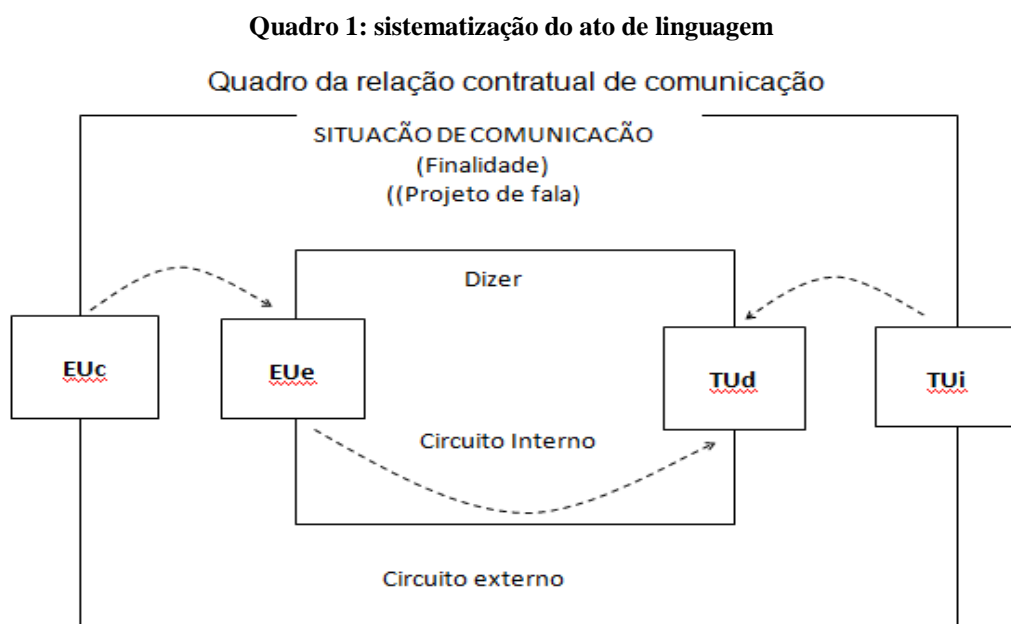 Quadro 1: sistematização do ato de linguagem
Quadro da relação contratual de comunicação
SITUACÃO DE COMUNICACÃO
(Finalidade)
((Projeto de fala)
Dizer
EUc
EUe
TUd
TUi
Circuito Interno
Circuito externo